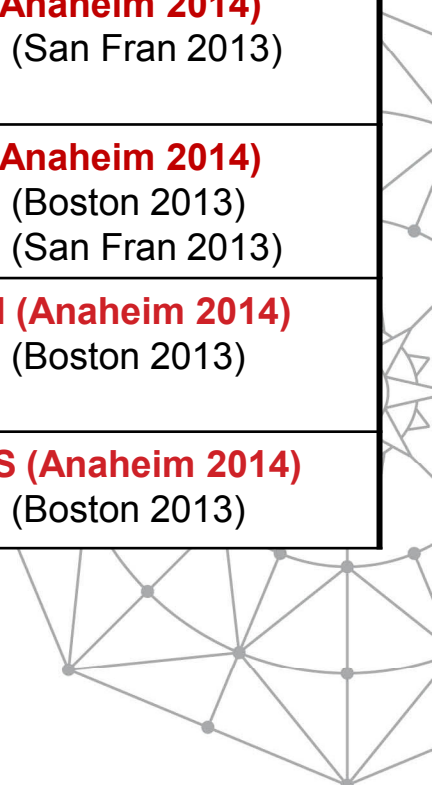 Anaheim 2014)
(San Fran 2013)
Anaheim 2014)
(Boston 2013)
(San Fran 2013)
(Anaheim 2014)
(Boston 2013)
S (Anaheim 2014)
(Boston 2013)